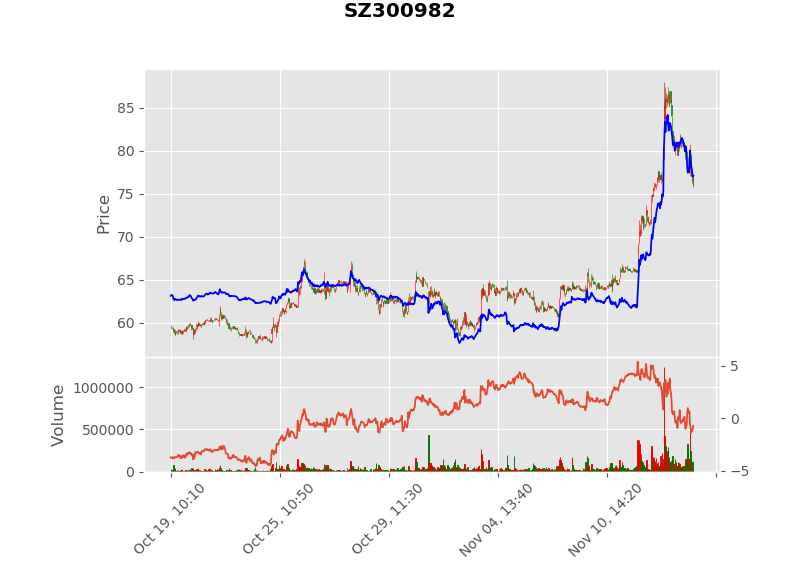 SZ300982
85
80
75
70
65
60
Price
1000000
500000
0
Volume
5
0
−5
Oct 19, 10:10
Oct 25, 10:50
Oct 29, 11:30
Nov 04, 13:40
Nov 10, 14:20